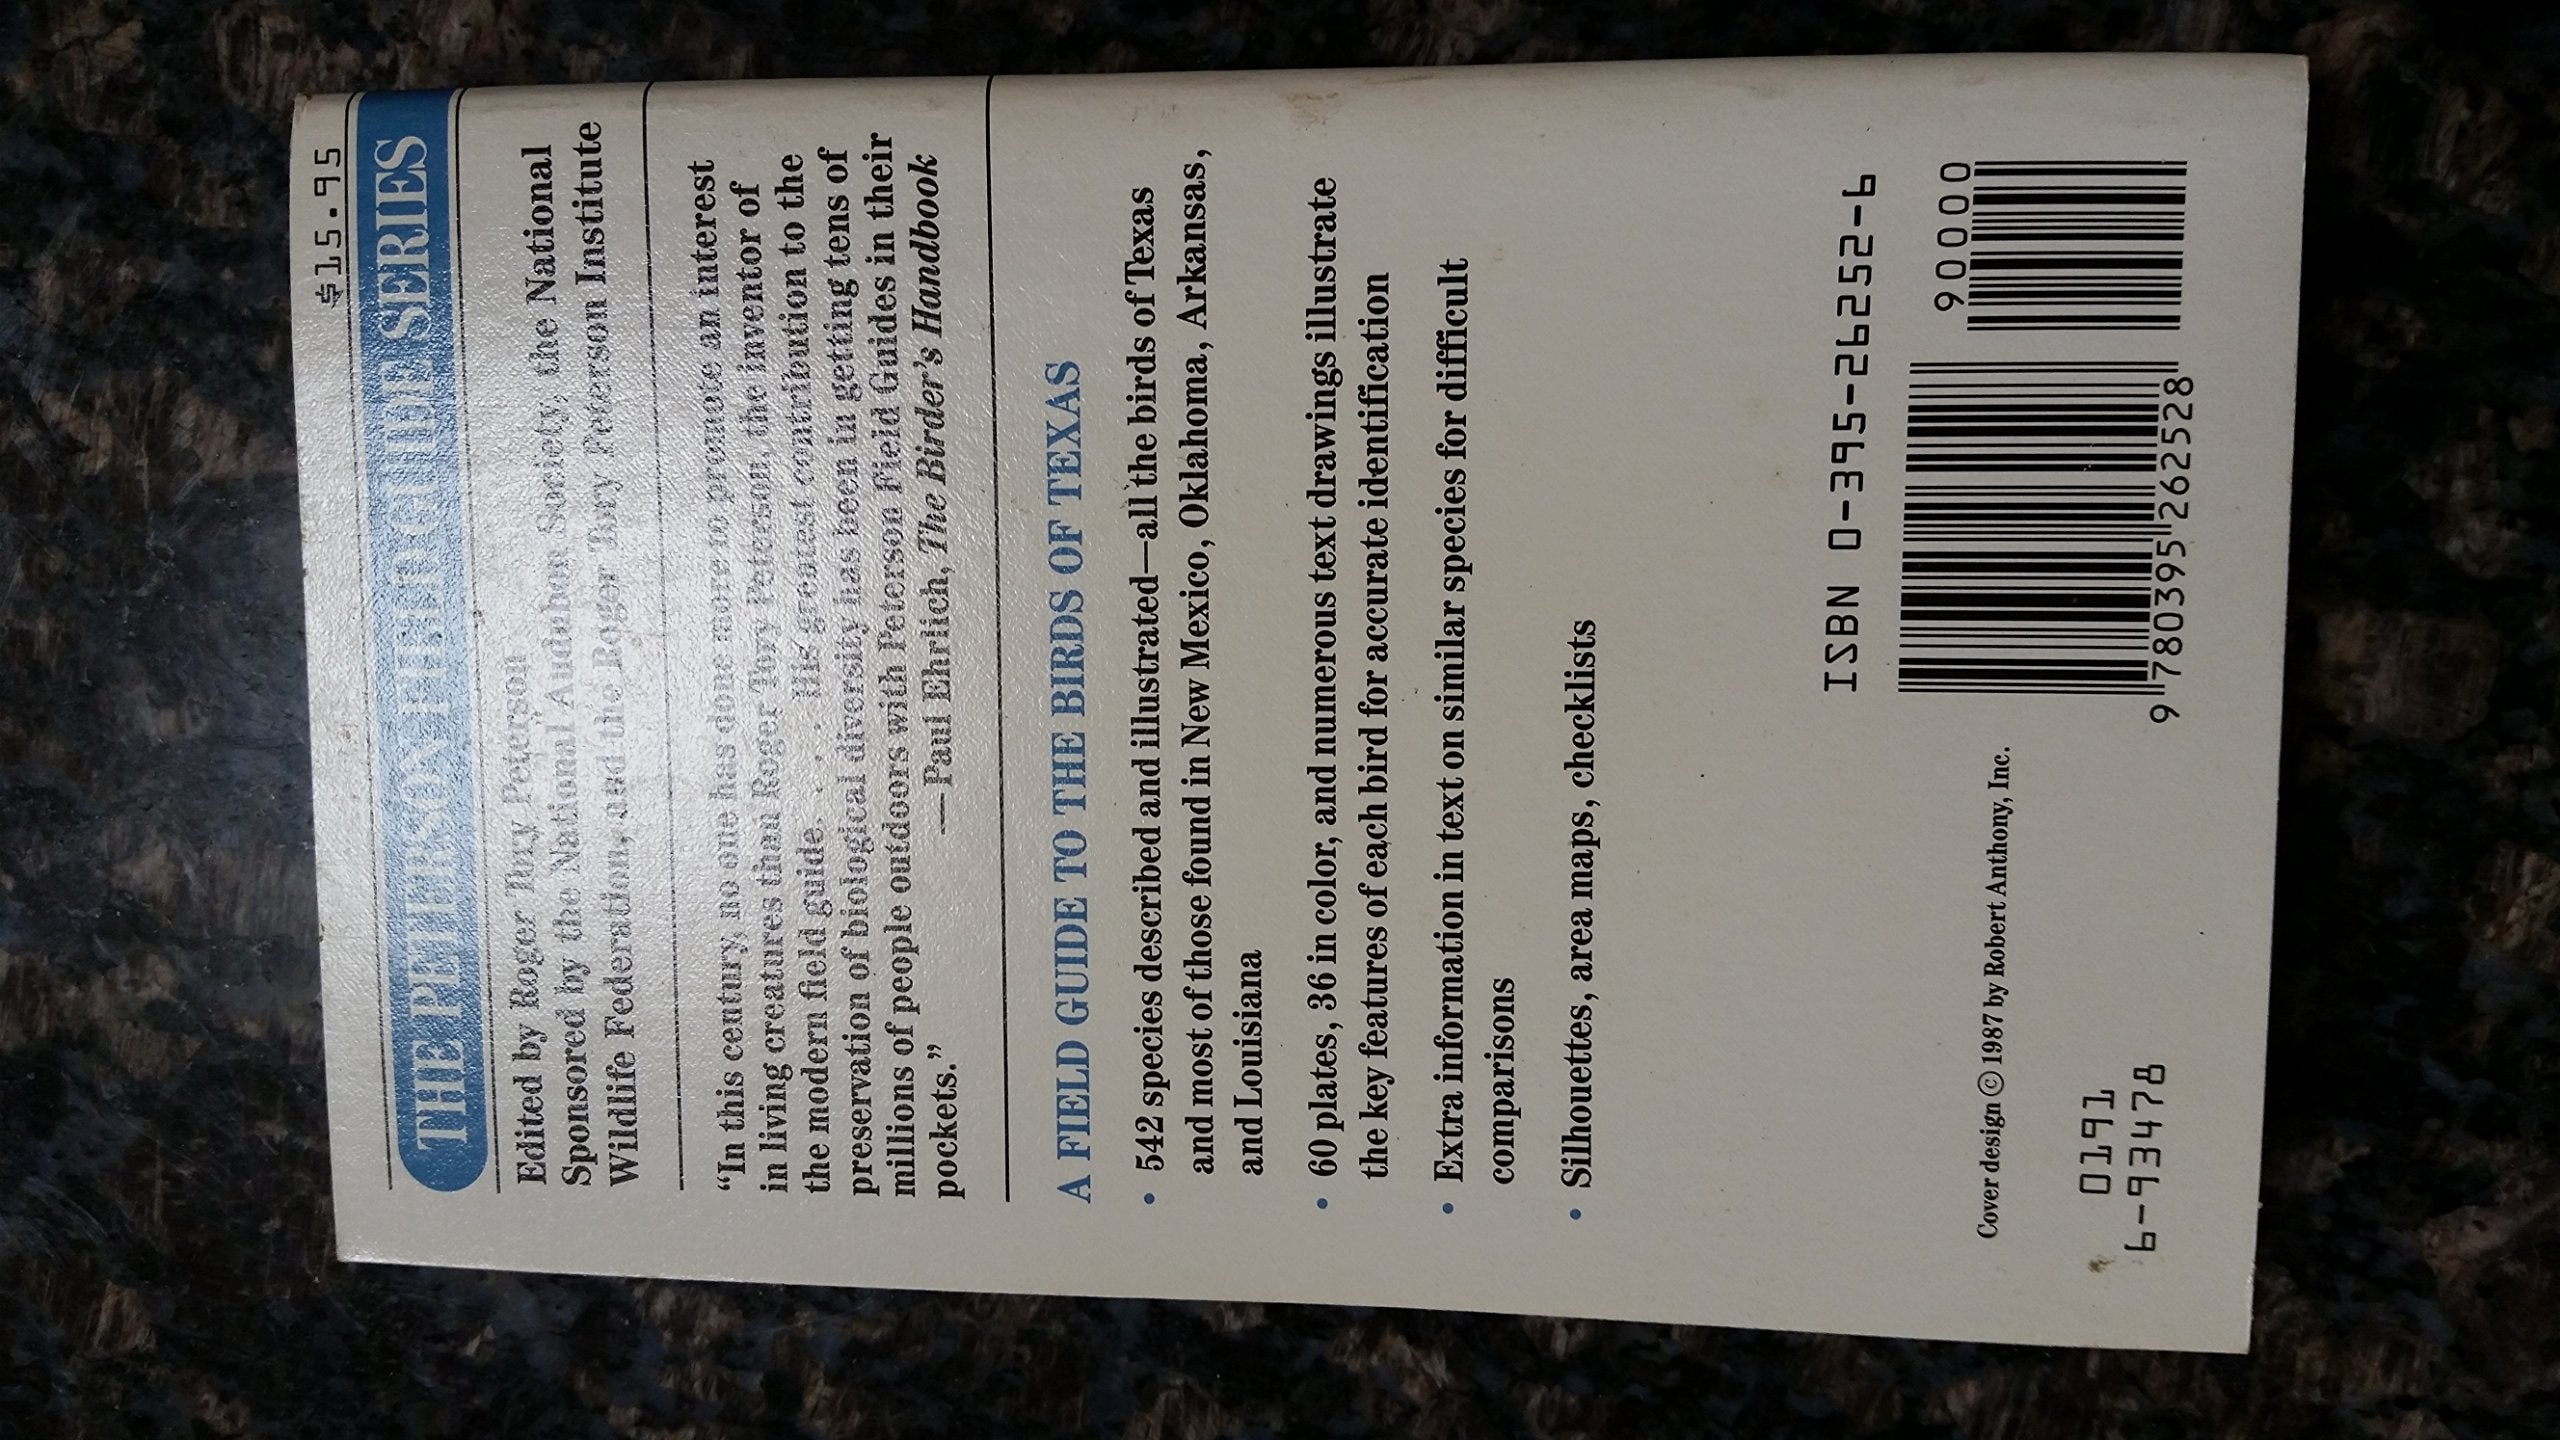 $15.95
THE PETERSON FIELD GUIDE SERIES
Edited by Roger Tory Peterson
Sponsored by the National Audubon Society, the National
Wildlife Federation, and the Roger Tory Peterson Institute
“In this century, no one has done more to promote an interest
in living creatures than Roger Tory Peterson, the inventor of
the modern field guide. . . . His greatest contribution to the
preservation of biological diversity has been in getting tens of
millions of people outdoors with Peterson Field Guides in their
pockets.”
—Paul Ehrlich, The Birder's Handbook
A FIELD GUIDE TO THE BIRDS OF TEXAS
• 542 species described and illustrated—all the birds of Texas
and most of those found in New Mexico, Oklahoma, Arkansas,
and Louisiana
• 60 plates, 36 in color, and numerous text drawings illustrate
the key features of each bird for accurate identification
• Extra information in text on similar species for difficult
comparisons
• Silhouettes, area maps, checklists
ISBN 0-395-26252-6
90000
9 780395 262528
Cover design © 1987 by Robert Anthony, Inc.
0191
6-93478